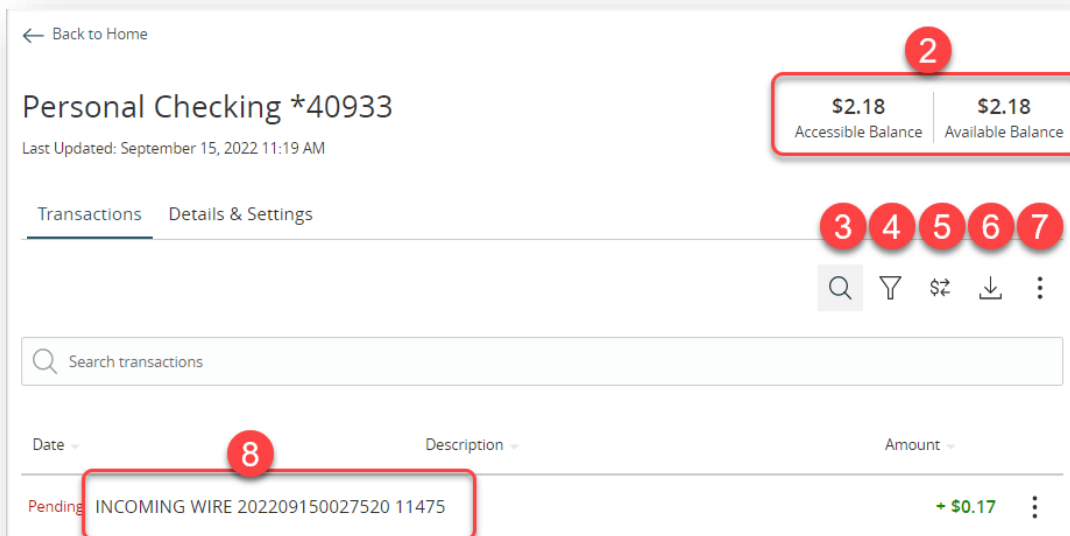 Back to Home
2
Personal Checking *40933
$2.18 $2.18
Accessible Balance Available Balance
Last Updated: September 15, 2022 11:19 AM
Transactions Details & Settings
3 4 5 6 7
Search transactions
Date Description Amount
8
Pending INCOMING WIRE 202209150027520 11475 + $0.17